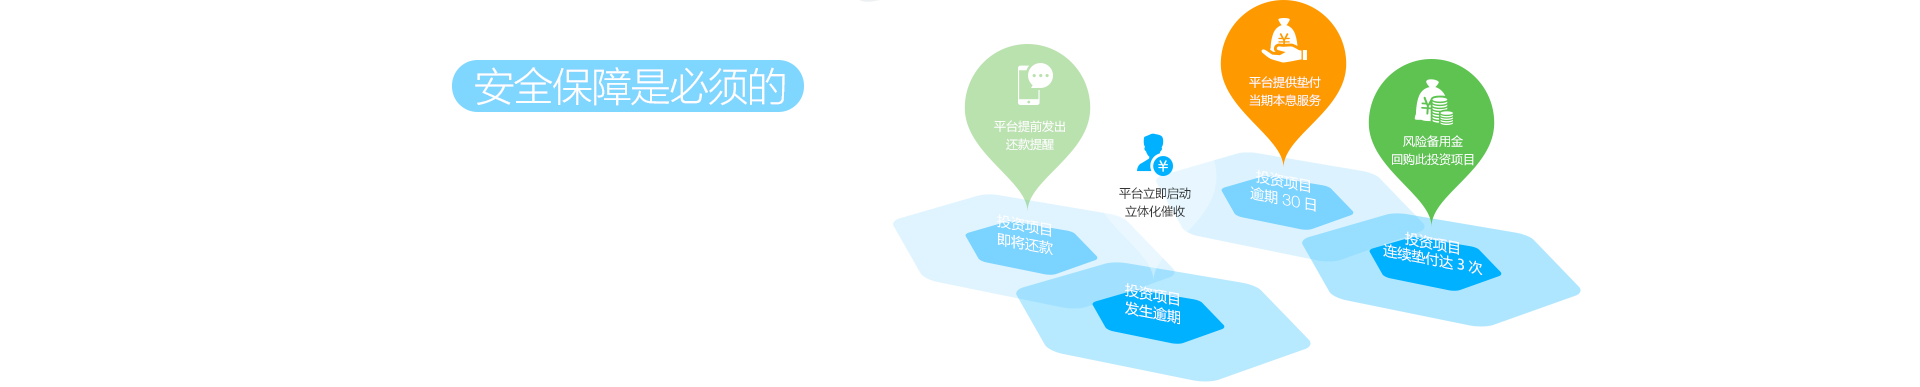 安全保障是必须的
平台提前发出
还款提醒
投资项目
即将还款
平台立即启动
立体化催收
投资项目
发生逾期
平台提供垫付
当期本息服务
投资项目
逾期 30 日
风险备用金
回购此投资项目
投资项目
连续垫付达 3 次